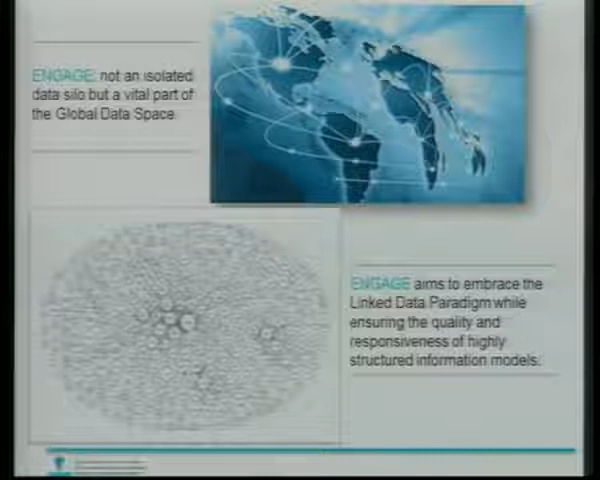 ENGAGE: not an isolated
data silo but a vital part of
the Global Data Space.
ENGAGE aims to embrace the
Linked Data Paradigm while
ensuring the quality and
responsiveness of highly
structured information models.